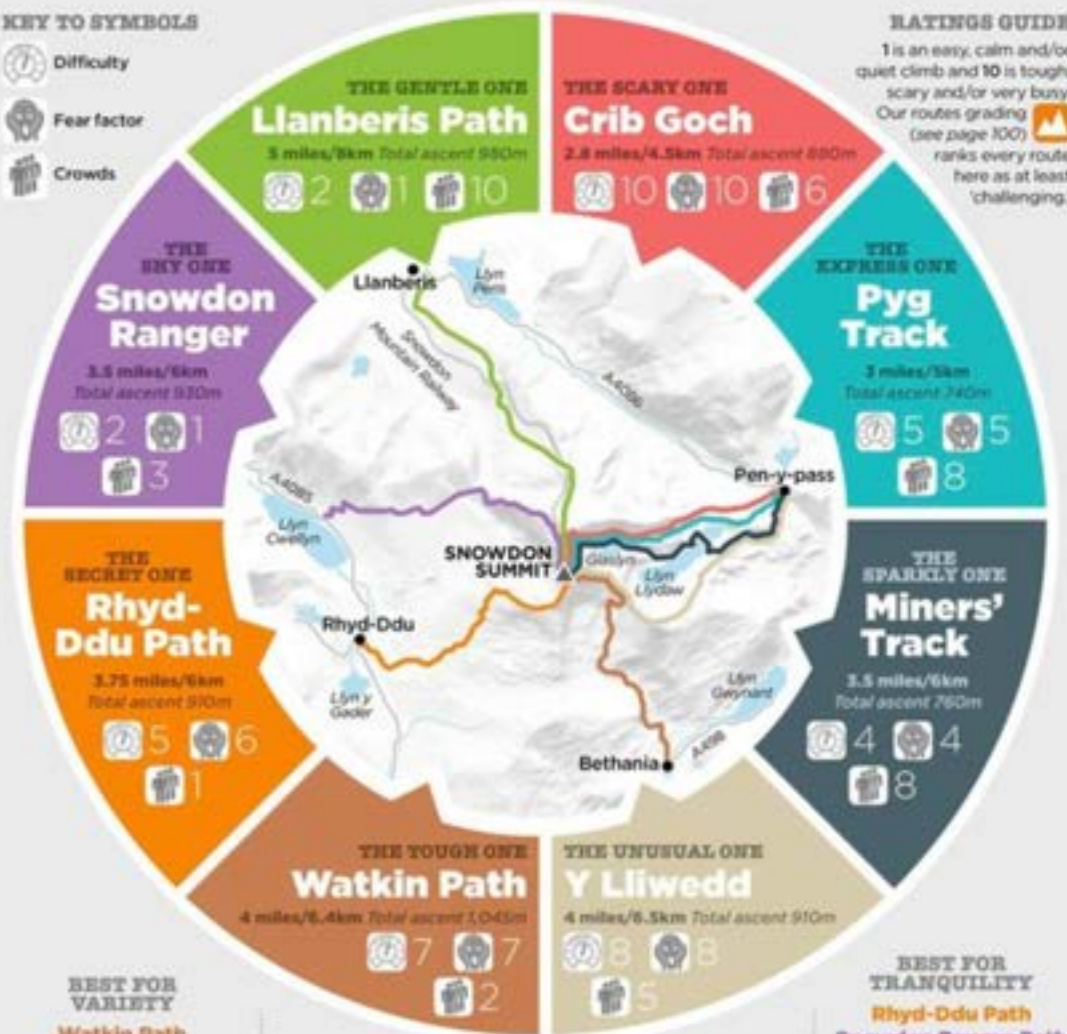 KEY TO SYMBOLS
Difficulty
Fear factor
Crowds
RATINGS GUIDE
1 is an easy, calm and/or
quiet climb and 10 is tough,
scary and/or very busy.
Our routes grading
(see page 100)
ranks every route
here as at least
'challenging.'
THE GENTLE ONE
Llanberis Path
5 miles/8km Total ascent 980m
2 1 10
THE SCARY ONE
Crib Goch
2.8 miles/4.5km Total ascent 880m
10 10 6
THE
EXPRESS ONE
Pyg
Track
3 miles/5km
Total ascent 740m
5 5
8
THE
SPARKLY ONE
Miners'
Track
3.5 miles/6km
Total ascent 760m
4 4
8
THE UNUSUAL ONE
Y Lliwedd
4 miles/6.5km Total ascent 910m
8 8
5
THE TOUGH ONE
Watkin Path
4 miles/6.4km Total ascent 1,045m
7 7
2
THE
SECRET ONE
Rhyd-
Ddu Path
3.75 miles/6km
Total ascent 910m
5 6
1
THE
SHY ONE
Snowdon
Ranger
3.5 miles/6km
Total ascent 930m
2 1
3
Llanberis
Llyn
Peris
Snowdon
Mountain Railway
A4086
Pen-y-pass
A4085
Llyn
Cwellyn
SNOWDON
SUMMIT
Glaslyn
Llyn
Llydaw
Rhyd-Ddu
Llyn y
Gader
Llyn
Gwynant
Bethania
A498
BEST FOR
VARIETY
Watkin Path
BEST FOR
TRANQUILITY
Rhyd-Ddu Path